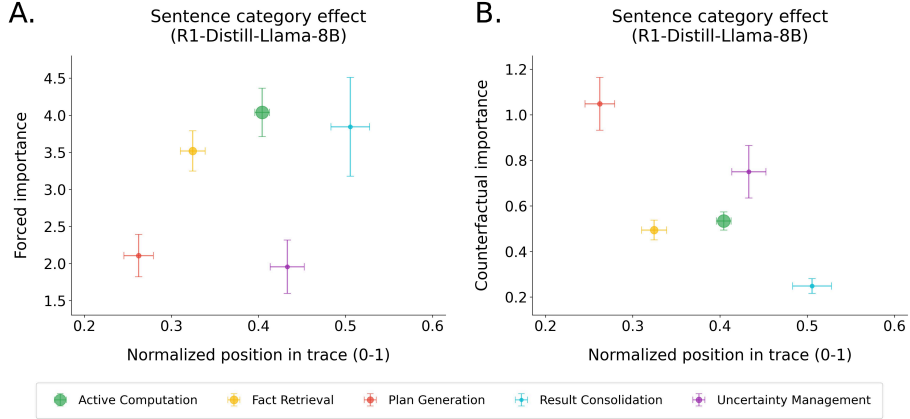 A.
Sentence category effect
(R1-Distill-Llama-8B)
Forced importance
4.5
4.0
3.5
3.0
2.5
2.0
1.5
0.2 0.3 0.4 0.5 0.6
Normalized position in trace (0-1)
B.
Sentence category effect
(R1-Distill-Llama-8B)
Counterfactual importance
1.2
1.0
0.8
0.6
0.4
0.2
0.2 0.3 0.4 0.5 0.6
Normalized position in trace (0-1)
Active Computation Fact Retrieval Plan Generation Result Consolidation Uncertainty Management